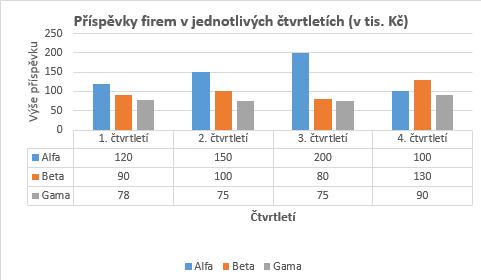 Příspěvky firem v jednotlivých čtvrtletích (v tis. Kč)
Výše příspěvku
250
200
150
100
50
0
1. čtvrtletí 2. čtvrtletí 3. čtvrtletí 4. čtvrtletí
Alfa 120 150 200 100
Beta 90 100 80 130
Gama 78 75 75 90
Čtvrtletí
Alfa Beta Gama